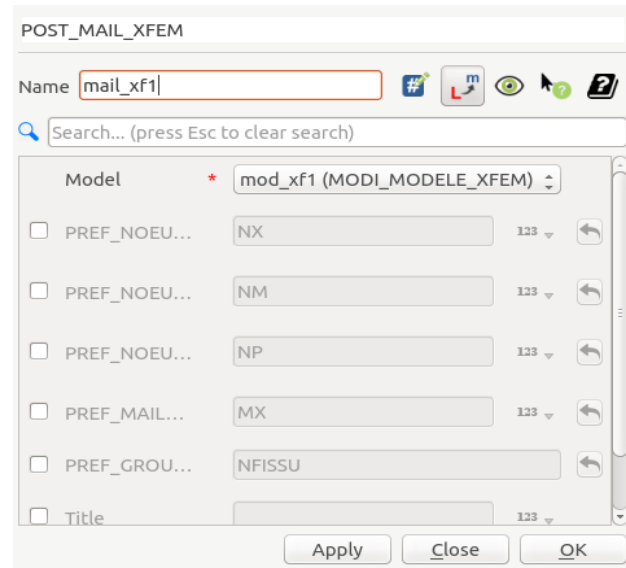 POST_MAIL_XFEM
Name mail_xf1
Search... (press Esc to clear search)
Model * mod_xf1 (MODI_MODELE_XFEM)
PREF_NOEU... NX 123
PREF_NOEU... NM 123
PREF_NOEU... NP 123
PREF_MAIL... MX 123
PREF_GROU... NFISSU
Title 123
Apply Close OK